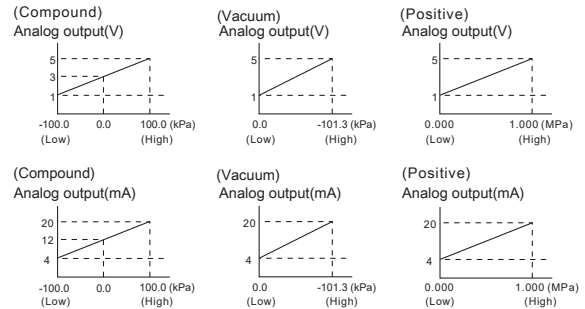 (Compound)
Analog output(V)
5
3
1
-100.0 0.0 100.0 (kPa)
(Low) (High)
(Vacuum)
Analog output(V)
5
1
0.0 -101.3 (kPa)
(Low) (High)
(Positive)
Analog output(V)
5
1
0.000 1.000 (MPa)
(Low) (High)
(Compound)
Analog output(mA)
20
12
4
-100.0 0.0 100.0 (kPa)
(Low) (High)
(Vacuum)
Analog output(mA)
20
4
0.0 -101.3 (kPa)
(Low) (High)
(Positive)
Analog output(mA)
20
4
0.000 1.000 (MPa)
(Low) (High)